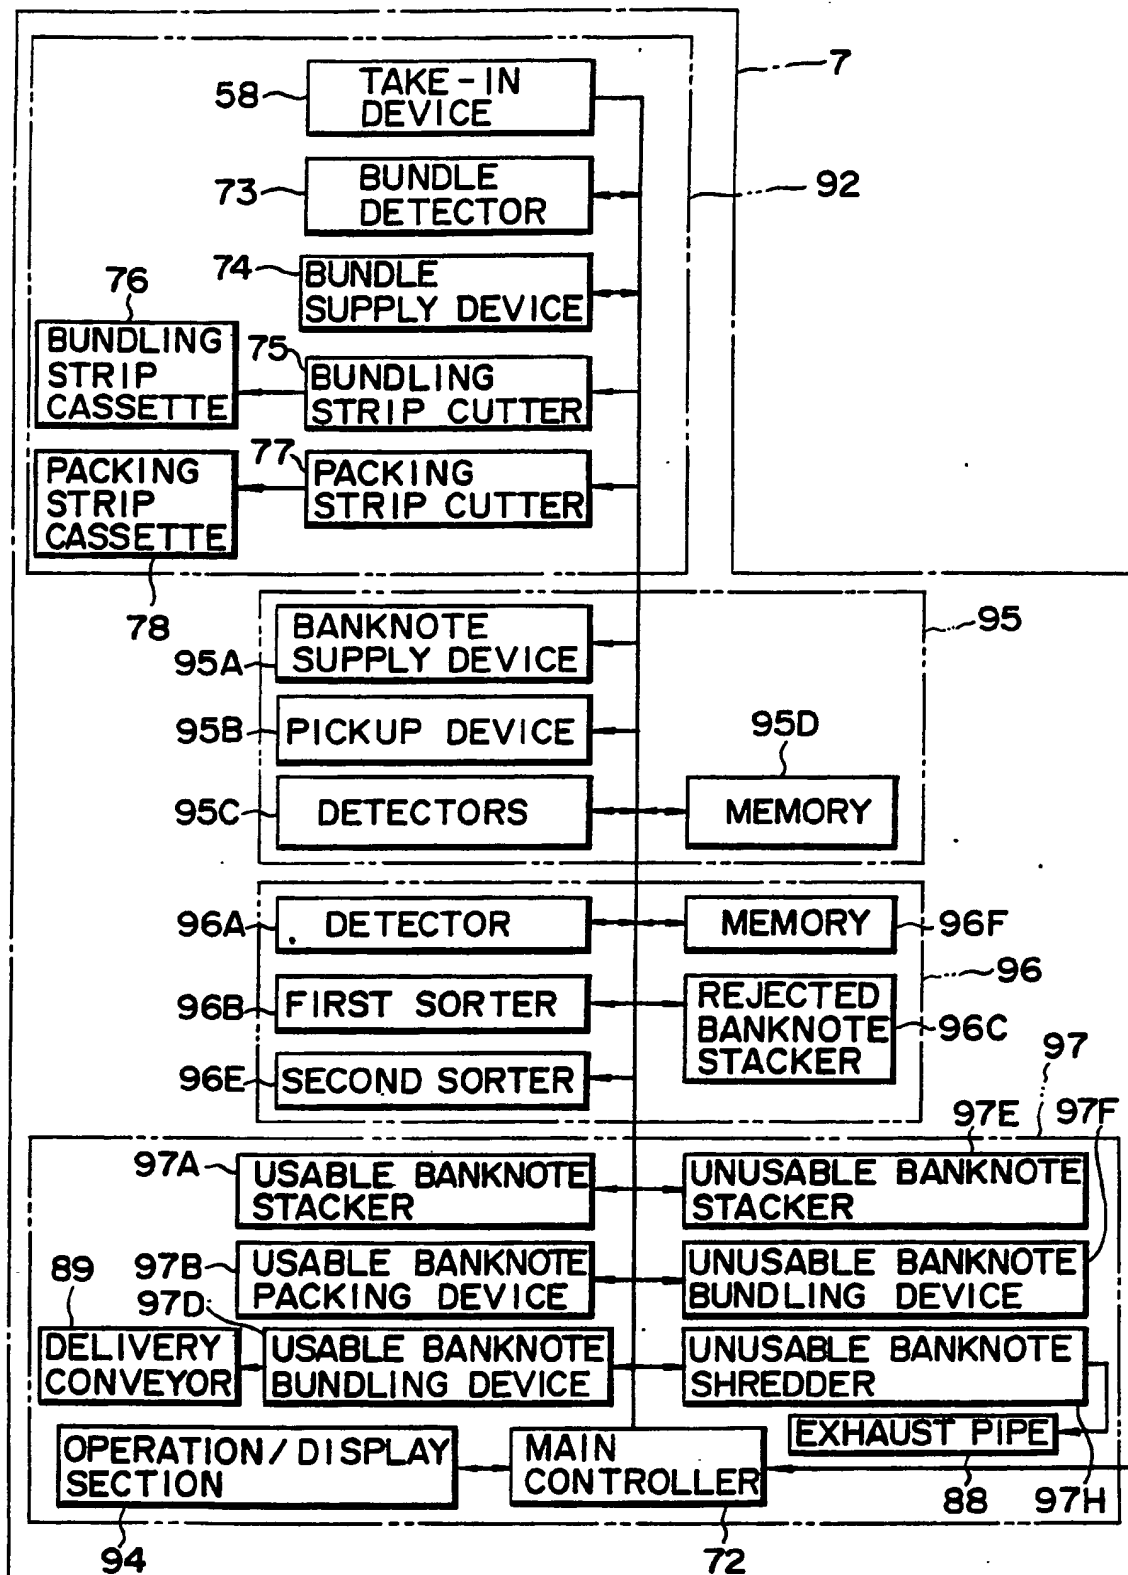 7
58
TAKE-IN
DEVICE
92
73
BUNDLE
DETECTOR
74
BUNDLE
SUPPLY DEVICE
76
BUNDLING
STRIP
CASSETTE
75
BUNDLING
STRIP CUTTER
PACKING
STRIP
CASSETTE
77
PACKING
STRIP CUTTER
78
95
BANKNOTE
SUPPLY DEVICE
95A
95B
PICKUP DEVICE
95D
95C
DETECTORS
MEMORY
96A
DETECTOR
MEMORY
96F
96
96B
FIRST SORTER
REJECTED
BANKNOTE
STACKER
96C
96E
SECOND SORTER
97
97A
USABLE BANKNOTE
STACKER
97E
UNUSABLE BANKNOTE
STACKER
97F
97B
USABLE BANKNOTE
PACKING DEVICE
UNUSABLE BANKNOTE
BUNDLING DEVICE
89
DELIVERY
CONVEYOR
97D
USABLE BANKNOTE
BUNDLING DEVICE
UNUSABLE BANKNOTE
SHREDDER
EXHAUST PIPE
OPERATION/DISPLAY
SECTION
MAIN
CONTROLLER
88
97H
94
72